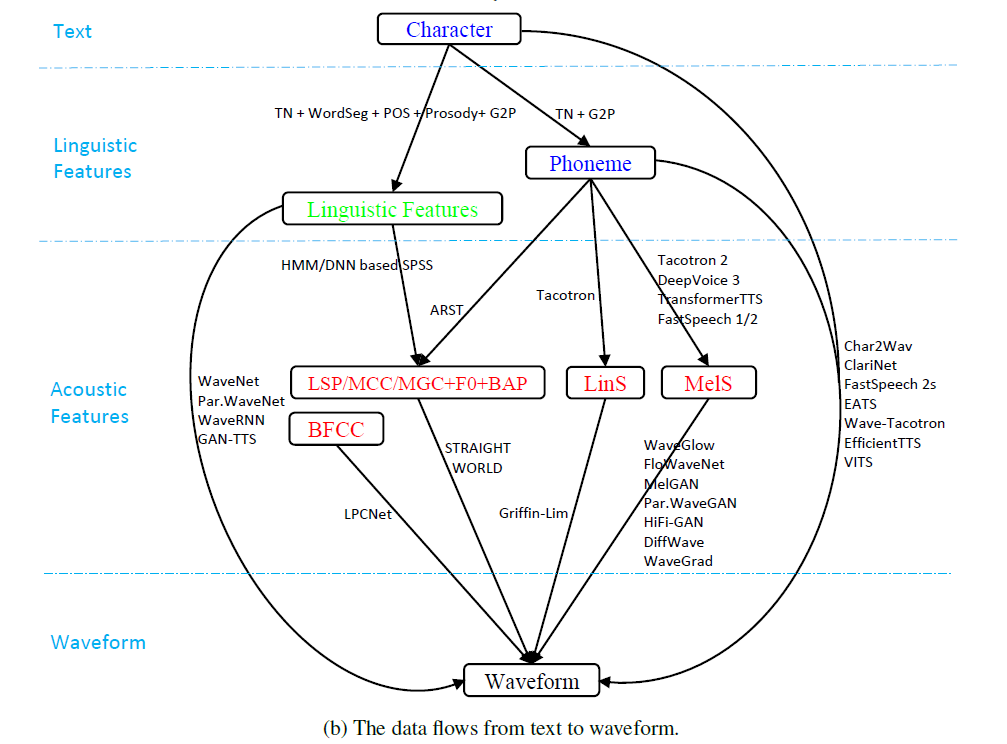 Text
Character
TN + WordSeg + POS + Prosody+ G2P
TN + G2P
Linguistic
Features
Phoneme
Linguistic Features
HMM/DNN based SPSS
ARST
Tacotron
Tacotron 2
DeepVoice 3
TransformerTTS
FastSpeech 1/2
Acoustic
Features
WaveNet
Par.WaveNet
WaveRNN
GAN-TTS
LSP/MCC/MGC+F0+BAP
LinS
MelS
BFCC
Char2Wav
ClariNet
FastSpeech 2s
EATS
Wave-Tacotron
EfficientTTS
VITS
LPCNet
STRAIGHT
WORLD
Griffin-Lim
WaveGlow
FloWaveNet
MelGAN
Par.WaveGAN
HiFi-GAN
DiffWave
WaveGrad
Waveform
Waveform
(b) The data flows from text to waveform.